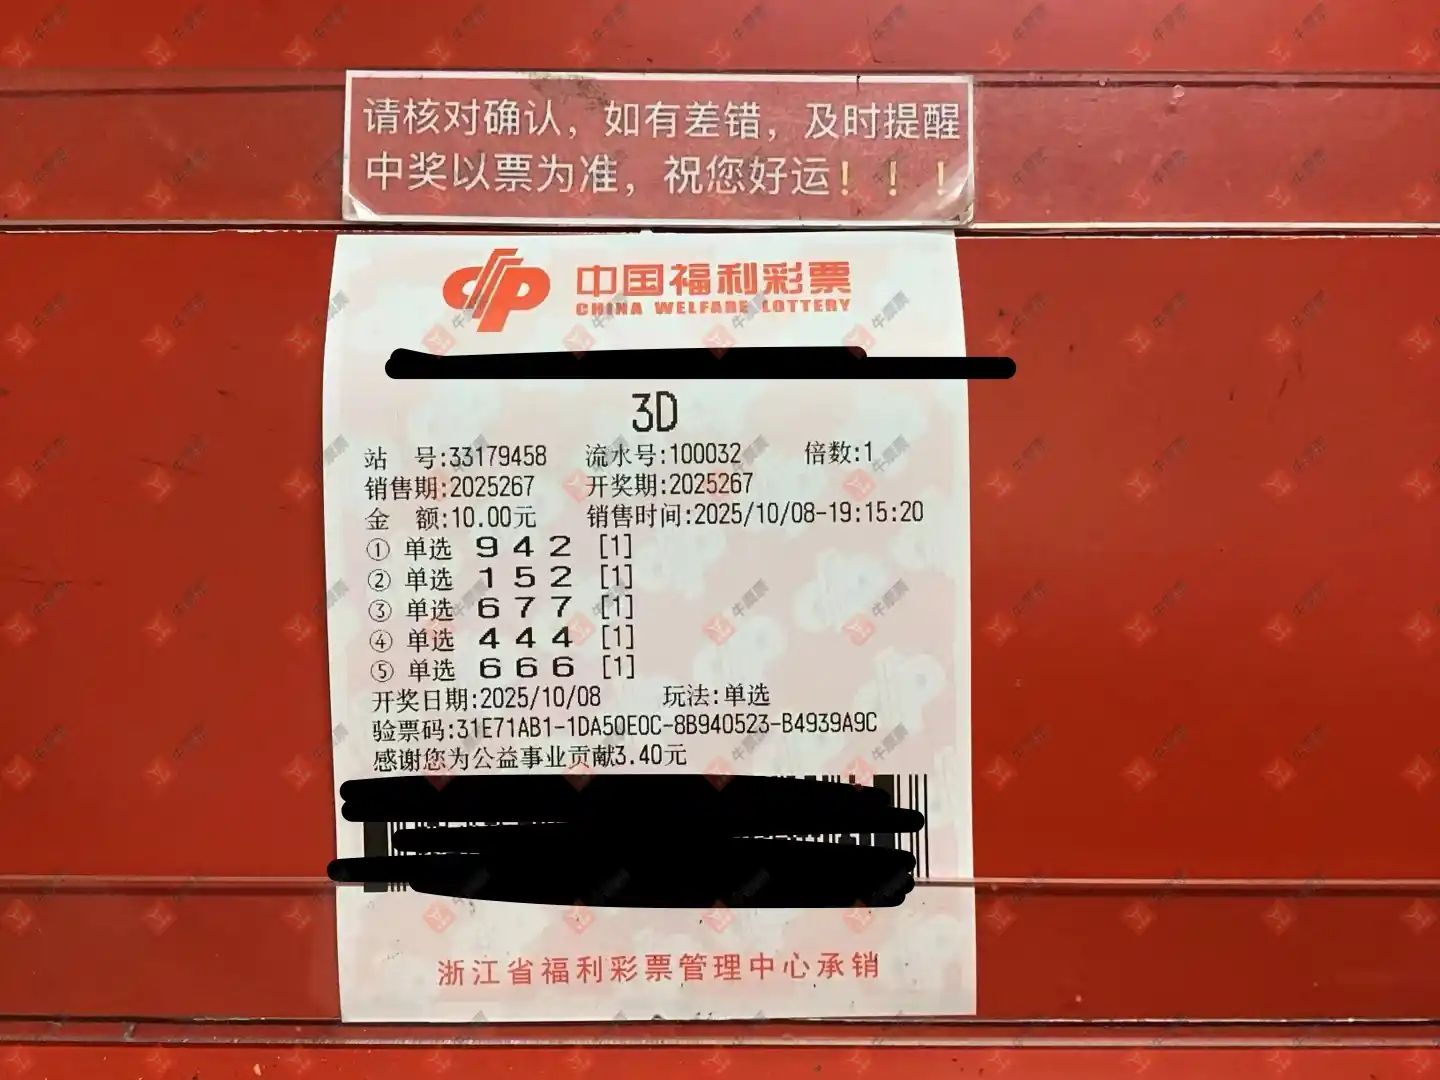 请核对确认，如有差错，及时提醒
中奖以票为准，祝您好运！！！
中国福利彩票
CHINA WELFARE LOTTERY
3D
站 号:33179458 流水号:100032 倍数:1
销售期:2025267 开奖期:2025267
金 额:10.00元 销售时间:2025/10/08-19:15:20
① 单选 9 4 2 [1]
② 单选 1 5 2 [1]
③ 单选 6 7 7 [1]
④ 单选 4 4 4 [1]
⑤ 单选 6 6 6 [1]
开奖日期:2025/10/08 玩法:单选
验票码:31E71AB1-1DA50E0C-8B940523-B4939A9C
感谢您为公益事业贡献3.40元
浙江省福利彩票管理中心承销